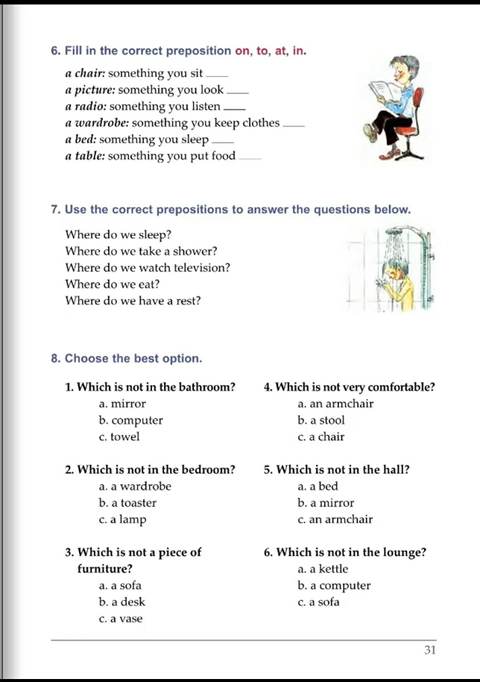 6. Fill in the correct preposition on, to, at, in.
a chair: something you sit ____
a picture: something you look ____
a radio: something you listen ____
a wardrobe: something you keep clothes ____
a bed: something you sleep ____
a table: something you put food ____
7. Use the correct prepositions to answer the questions below.
Where do we sleep?
Where do we take a shower?
Where do we watch television?
Where do we eat?
Where do we have a rest?
8. Choose the best option.
1. Which is not in the bathroom?
a. mirror
b. computer
c. towel
2. Which is not in the bedroom?
a. a wardrobe
b. a toaster
c. a lamp
3. Which is not a piece of
furniture?
a. a sofa
b. a desk
c. a vase
4. Which is not very comfortable?
a. an armchair
b. a stool
c. a chair
5. Which is not in the hall?
a. a bed
b. a mirror
c. an armchair
6. Which is not in the lounge?
a. a kettle
b. a computer
c. a sofa
31